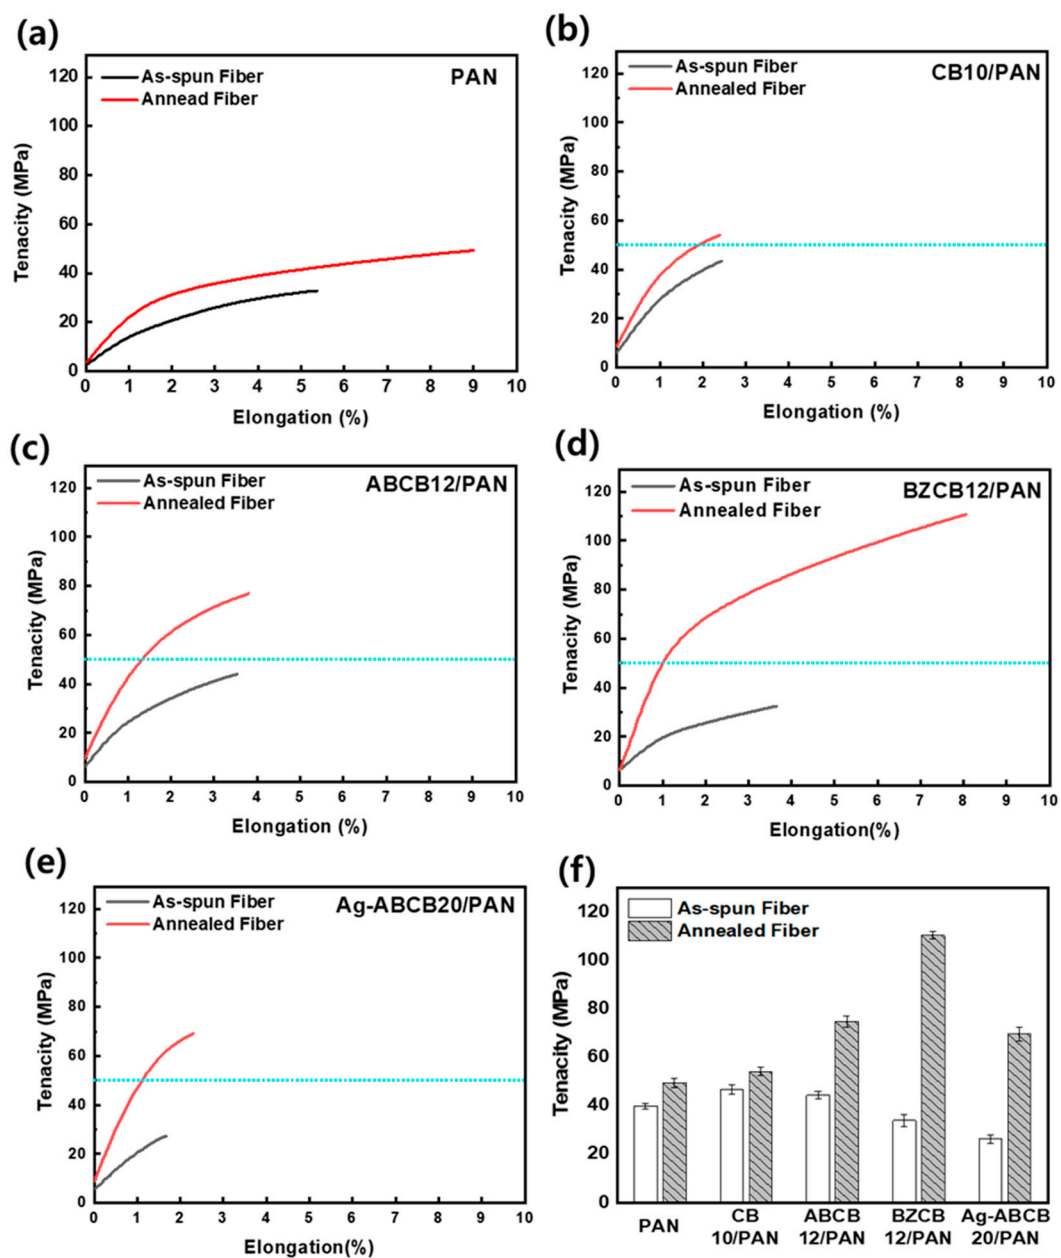 (a)
As-spun Fiber
Annead Fiber
PAN
Tenacity (MPa)
120
100
80
60
40
20
0
0 1 2 3 4 5 6 7 8 9 10
Elongation (%)
(b)
As-spun Fiber
Annealed Fiber
CB10/PAN
Tenacity (MPa)
120
100
80
60
40
20
0
0 1 2 3 4 5 6 7 8 9 10
Elongation (%)
(c)
As-spun Fiber
Annealed Fiber
ABCB12/PAN
Tenacity (MPa)
120
100
80
60
40
20
0
0 1 2 3 4 5 6 7 8 9 10
Elongation (%)
(d)
As-spun Fiber
Annealed Fiber
BZCB12/PAN
Tenacity (MPa)
120
100
80
60
40
20
0
0 1 2 3 4 5 6 7 8 9 10
Elongation(%)
(e)
As-spun Fiber
Annealed Fiber
Ag-ABCB20/PAN
Tenacity (MPa)
120
100
80
60
40
20
0
0 1 2 3 4 5 6 7 8 9 10
Elongation(%)
(f)
As-spun Fiber
Annealed Fiber
Tenacity (MPa)
120
100
80
60
40
20
0
PAN
CB
10/PAN
ABCB
12/PAN
BZCB
12/PAN
Ag-ABCB
20/PAN